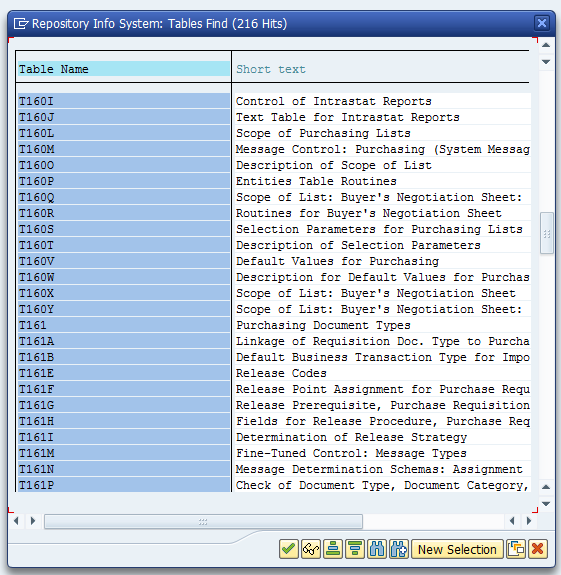 Repository Info System: Tables Find (216 Hits)
Table Name Short text
T160I Control of Intrastat Reports
T160J Text Table for Intrastat Reports
T160L Scope of Purchasing Lists
T160M Message Control: Purchasing (System Messag
T160O Description of Scope of List
T160P Entities Table Routines
T160Q Scope of List: Buyer's Negotiation Sheet:
T160R Routines for Buyer's Negotiation Sheet
T160S Selection Parameters for Purchasing Lists
T160T Description of Selection Parameters
T160V Default Values for Purchasing
T160W Description for Default Values for Purchas
T160X Scope of List: Buyer's Negotiation Sheet
T160Y Scope of List: Buyer's Negotiation Sheet:
T161 Purchasing Document Types
T161A Linkage of Requisition Doc. Type to Purcha
T161B Default Business Transaction Type for Impo
T161E Release Codes
T161F Release Point Assignment for Purchase Requ
T161G Release Prerequisite, Purchase Requisition
T161H Fields for Release Procedure, Purchase Req
T161I Determination of Release Strategy
T161M Fine-Tuned Control: Message Types
T161N Message Determination Schemas: Assignment
T161P Check of Document Type, Document Category,
New Selection